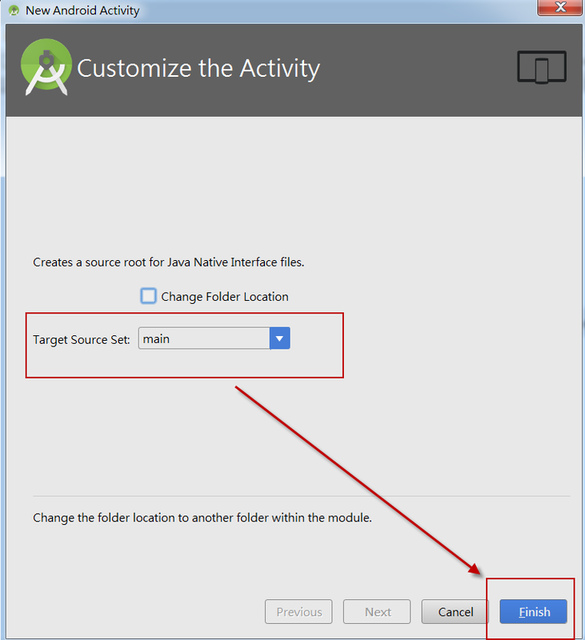 New Android Activity
Customize the Activity
Creates a source root for Java Native Interface files.
Change Folder Location
Target Source Set: main
Change the folder location to another folder within the module.
Previous Next Cancel Finish